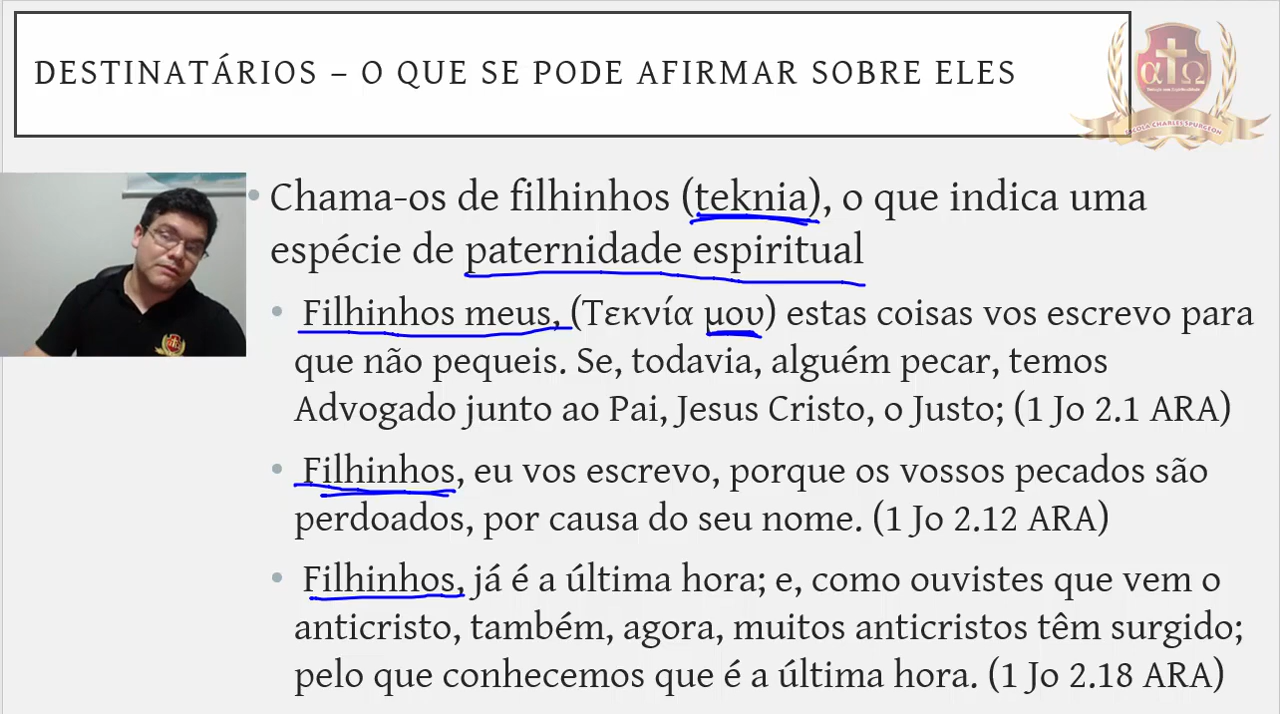 DESTINATÁRIOS – O QUE SE PODE AFIRMAR SOBRE ELES
α Ω
ESCOLA CHARLES SPURGEON
• Chama-os de filhinhos (teknia), o que indica uma
espécie de paternidade espiritual
• Filhinhos meus, (Τεκνία μου) estas coisas vos escrevo para
que não pequeis. Se, todavia, alguém pecar, temos
Advogado junto ao Pai, Jesus Cristo, o Justo; (1 Jo 2.1 ARA)
• Filhinhos, eu vos escrevo, porque os vossos pecados são
perdoados, por causa do seu nome. (1 Jo 2.12 ARA)
• Filhinhos, já é a última hora; e, como ouvistes que vem o
anticristo, também, agora, muitos anticristos têm surgido;
pelo que conhecemos que é a última hora. (1 Jo 2.18 ARA)